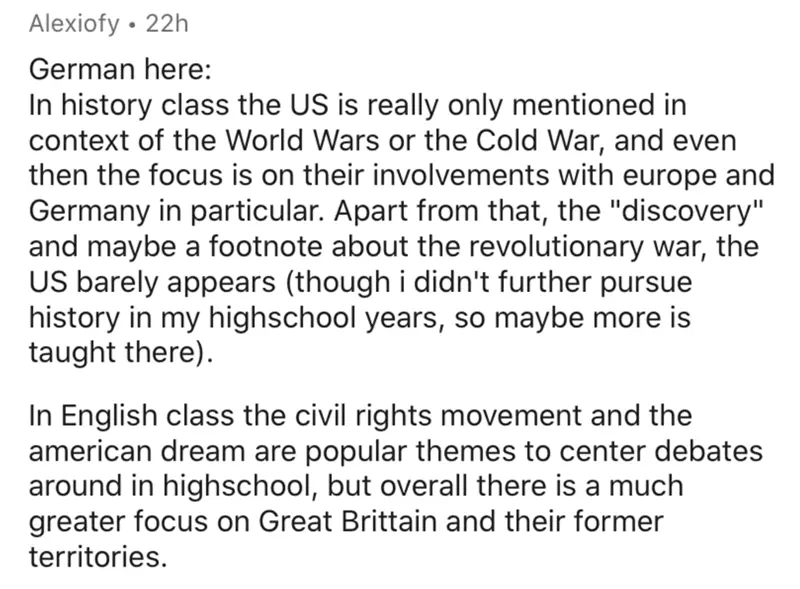 Alexiofy • 22h
German here:
In history class the US is really only mentioned in
context of the World Wars or the Cold War, and even
then the focus is on their involvements with europe and
Germany in particular. Apart from that, the "discovery"
and maybe a footnote about the revolutionary war, the
US barely appears (though i didn't further pursue
history in my highschool years, so maybe more is
taught there).
In English class the civil rights movement and the
american dream are popular themes to center debates
around in highschool, but overall there is a much
greater focus on Great Brittain and their former
territories.